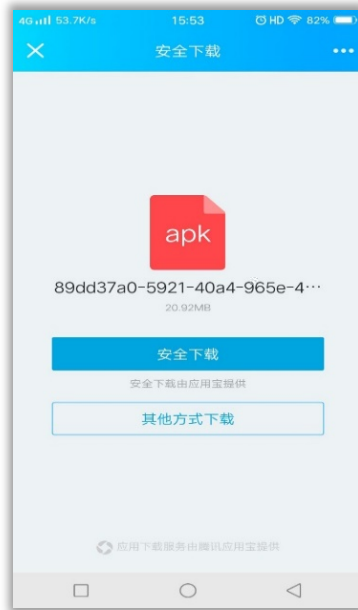 4G 53.7K/s 15:53 HD 82%
安全下载
apk
89dd37a0-5921-40a4-965e-4…
20.92MB
安全下载
安全下载由应用宝提供
其他方式下载
应用下载服务由腾讯应用宝提供